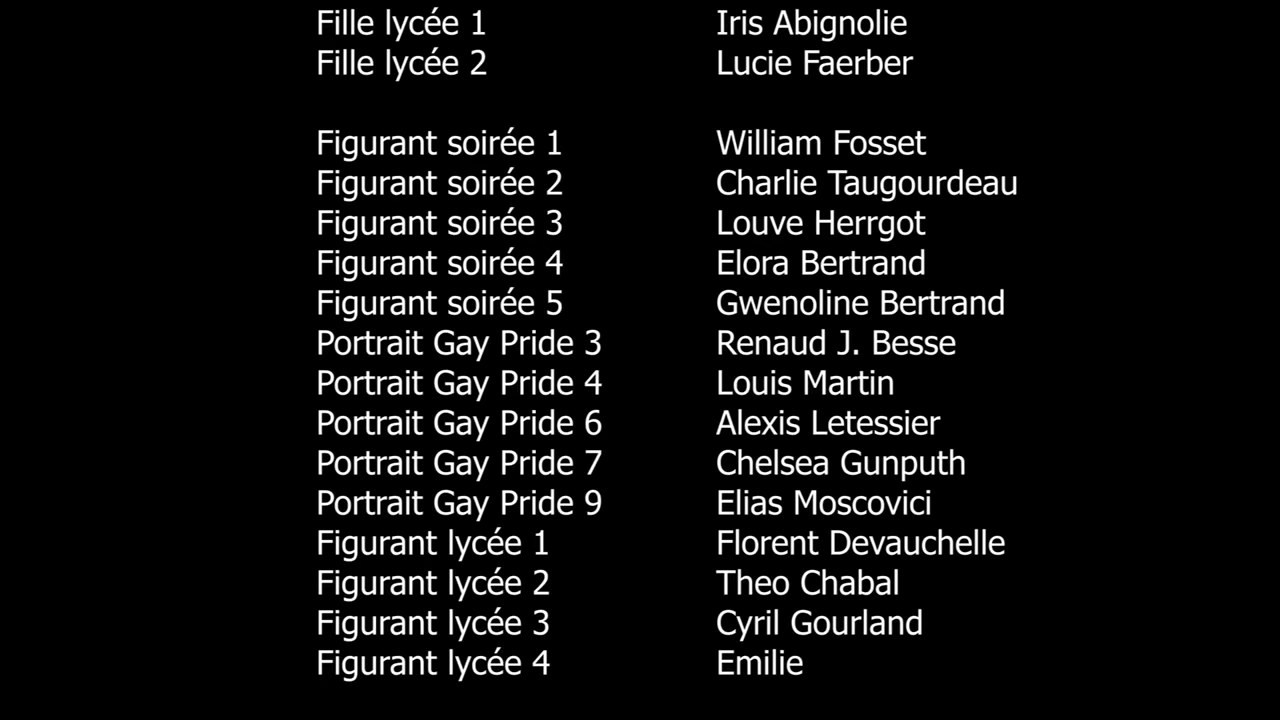 Fille lycée 1 Iris Abignolie
Fille lycée 2 Lucie Faerber
Figurant soirée 1 William Fosset
Figurant soirée 2 Charlie Taugourdeau
Figurant soirée 3 Louve Herrgot
Figurant soirée 4 Elora Bertrand
Figurant soirée 5 Gwenoline Bertrand
Portrait Gay Pride 3 Renaud J. Besse
Portrait Gay Pride 4 Louis Martin
Portrait Gay Pride 6 Alexis Letessier
Portrait Gay Pride 7 Chelsea Gunputh
Portrait Gay Pride 9 Elias Moscovici
Figurant lycée 1 Florent Devauchelle
Figurant lycée 2 Theo Chabal
Figurant lycée 3 Cyril Gourland
Figurant lycée 4 Emilie